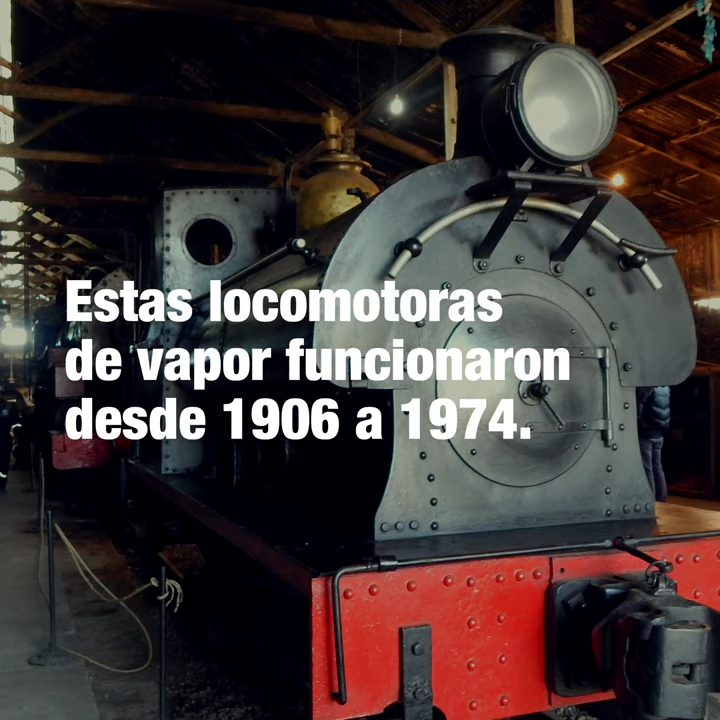 Estas locomotoras
de vapor funcionaron
desde 1906 a 1974.